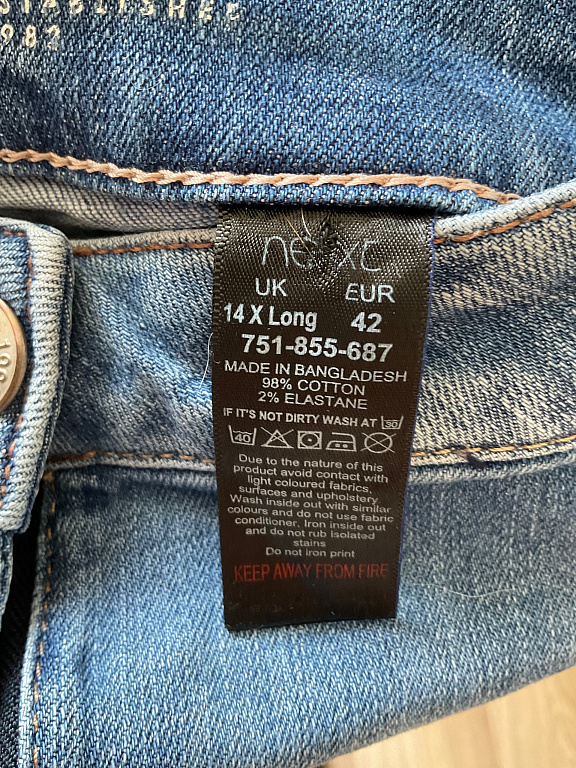 STABLISHED
982
next
UK EUR
14 X Long 42
751-855-687
MADE IN BANGLADESH
98% COTTON
2% ELASTANE
IF IT'S NOT DIRTY WASH AT 30
40
Due to the nature of this
product avoid contact with
light coloured fabrics,
surfaces and upholstery.
Wash inside out with similar
colours and do not use fabric
conditioner. Iron inside out
and do not rub isolated
stains
Do not iron print
KEEP AWAY FROM FIRE